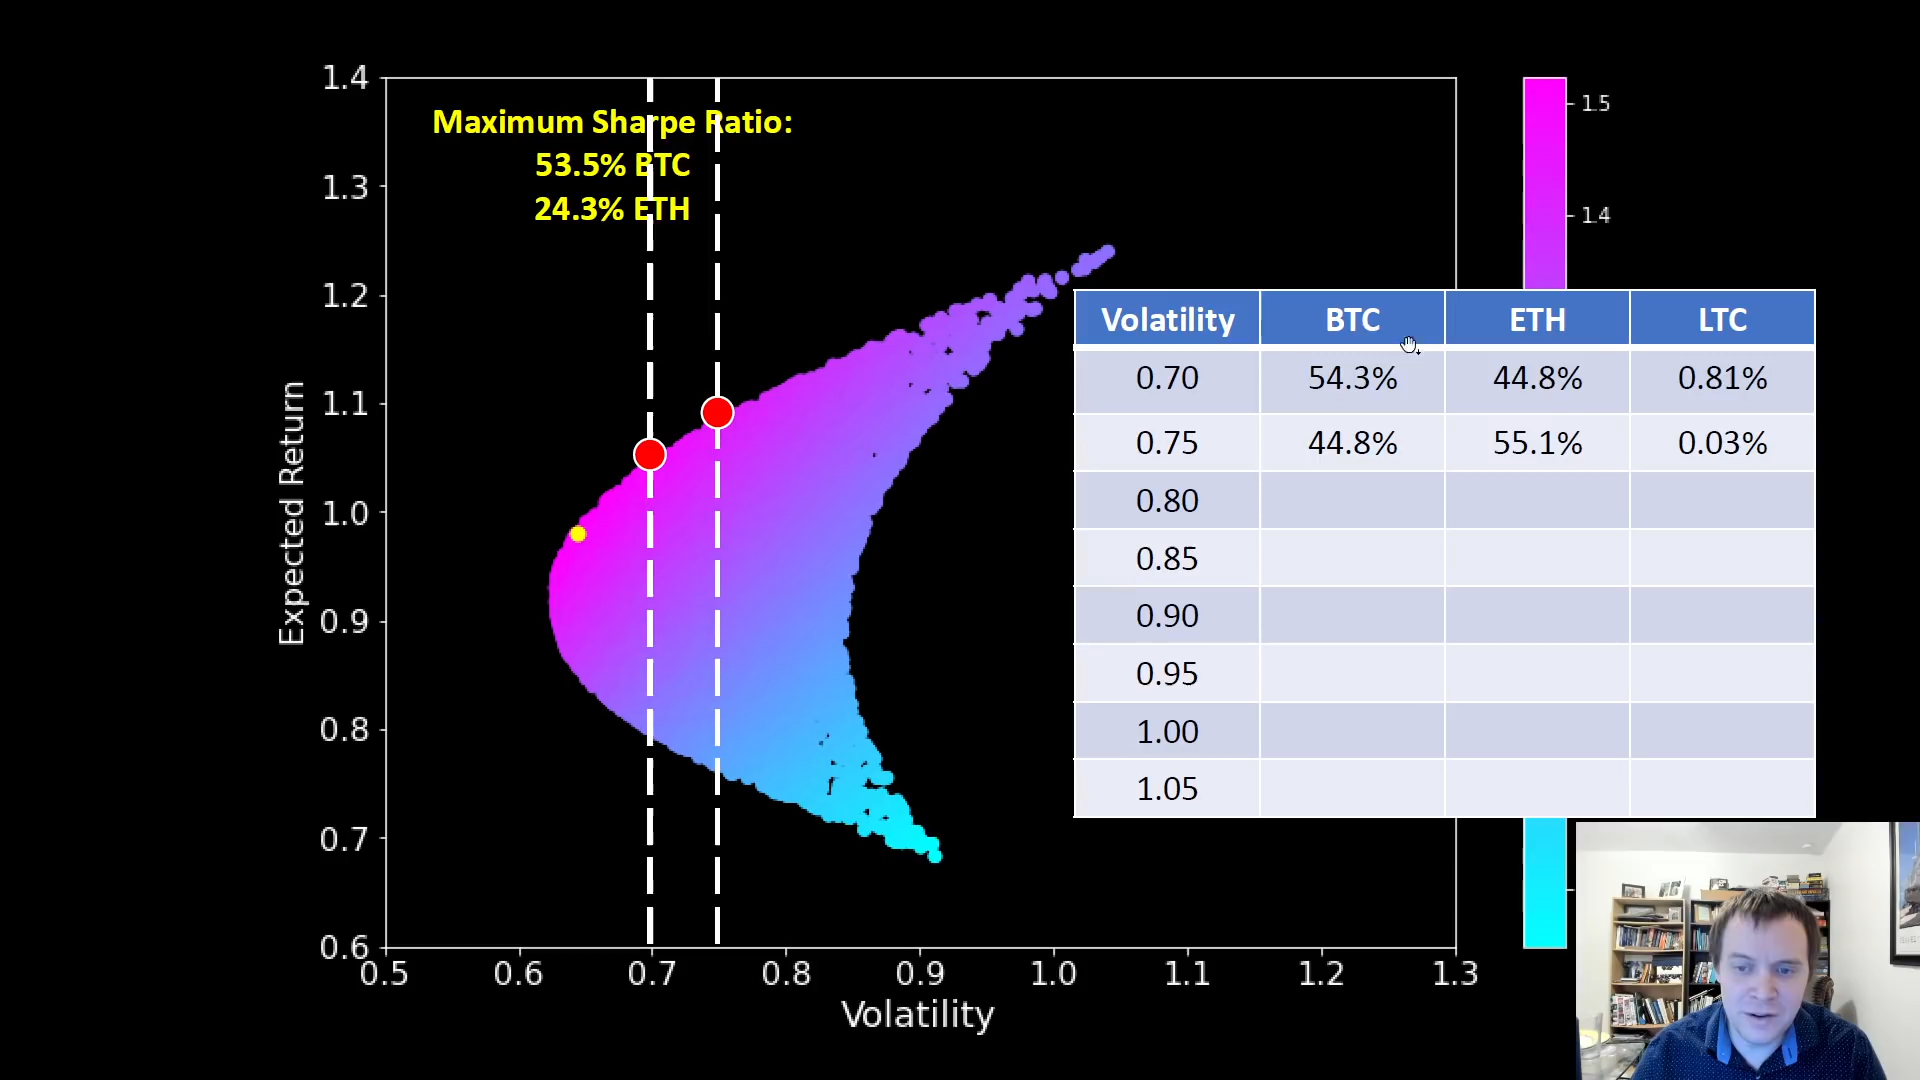 Maximum Sharpe Ratio:
53.5% BTC
24.3% ETH
1.4
1.3
1.2
1.1
1.0
0.9
0.8
0.7
0.6
Expected Return
0.5 0.6 0.7 0.8 0.9 1.0 1.1 1.2 1.3
Volatility
1.5
1.4
Volatility BTC ETH LTC
0.70 54.3% 44.8% 0.81%
0.75 44.8% 55.1% 0.03%
0.80
0.85
0.90
0.95
1.00
1.05